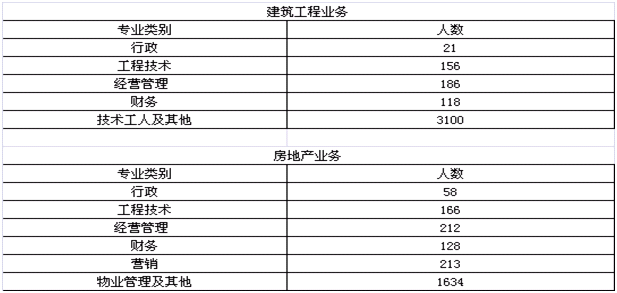 建筑工程业务
专业类别 人数
行政 21
工程技术 156
经营管理 186
财务 118
技术工人及其他 3100
房地产业务
专业类别 人数
行政 58
工程技术 166
经营管理 212
财务 128
营销 213
物业管理及其他 1634